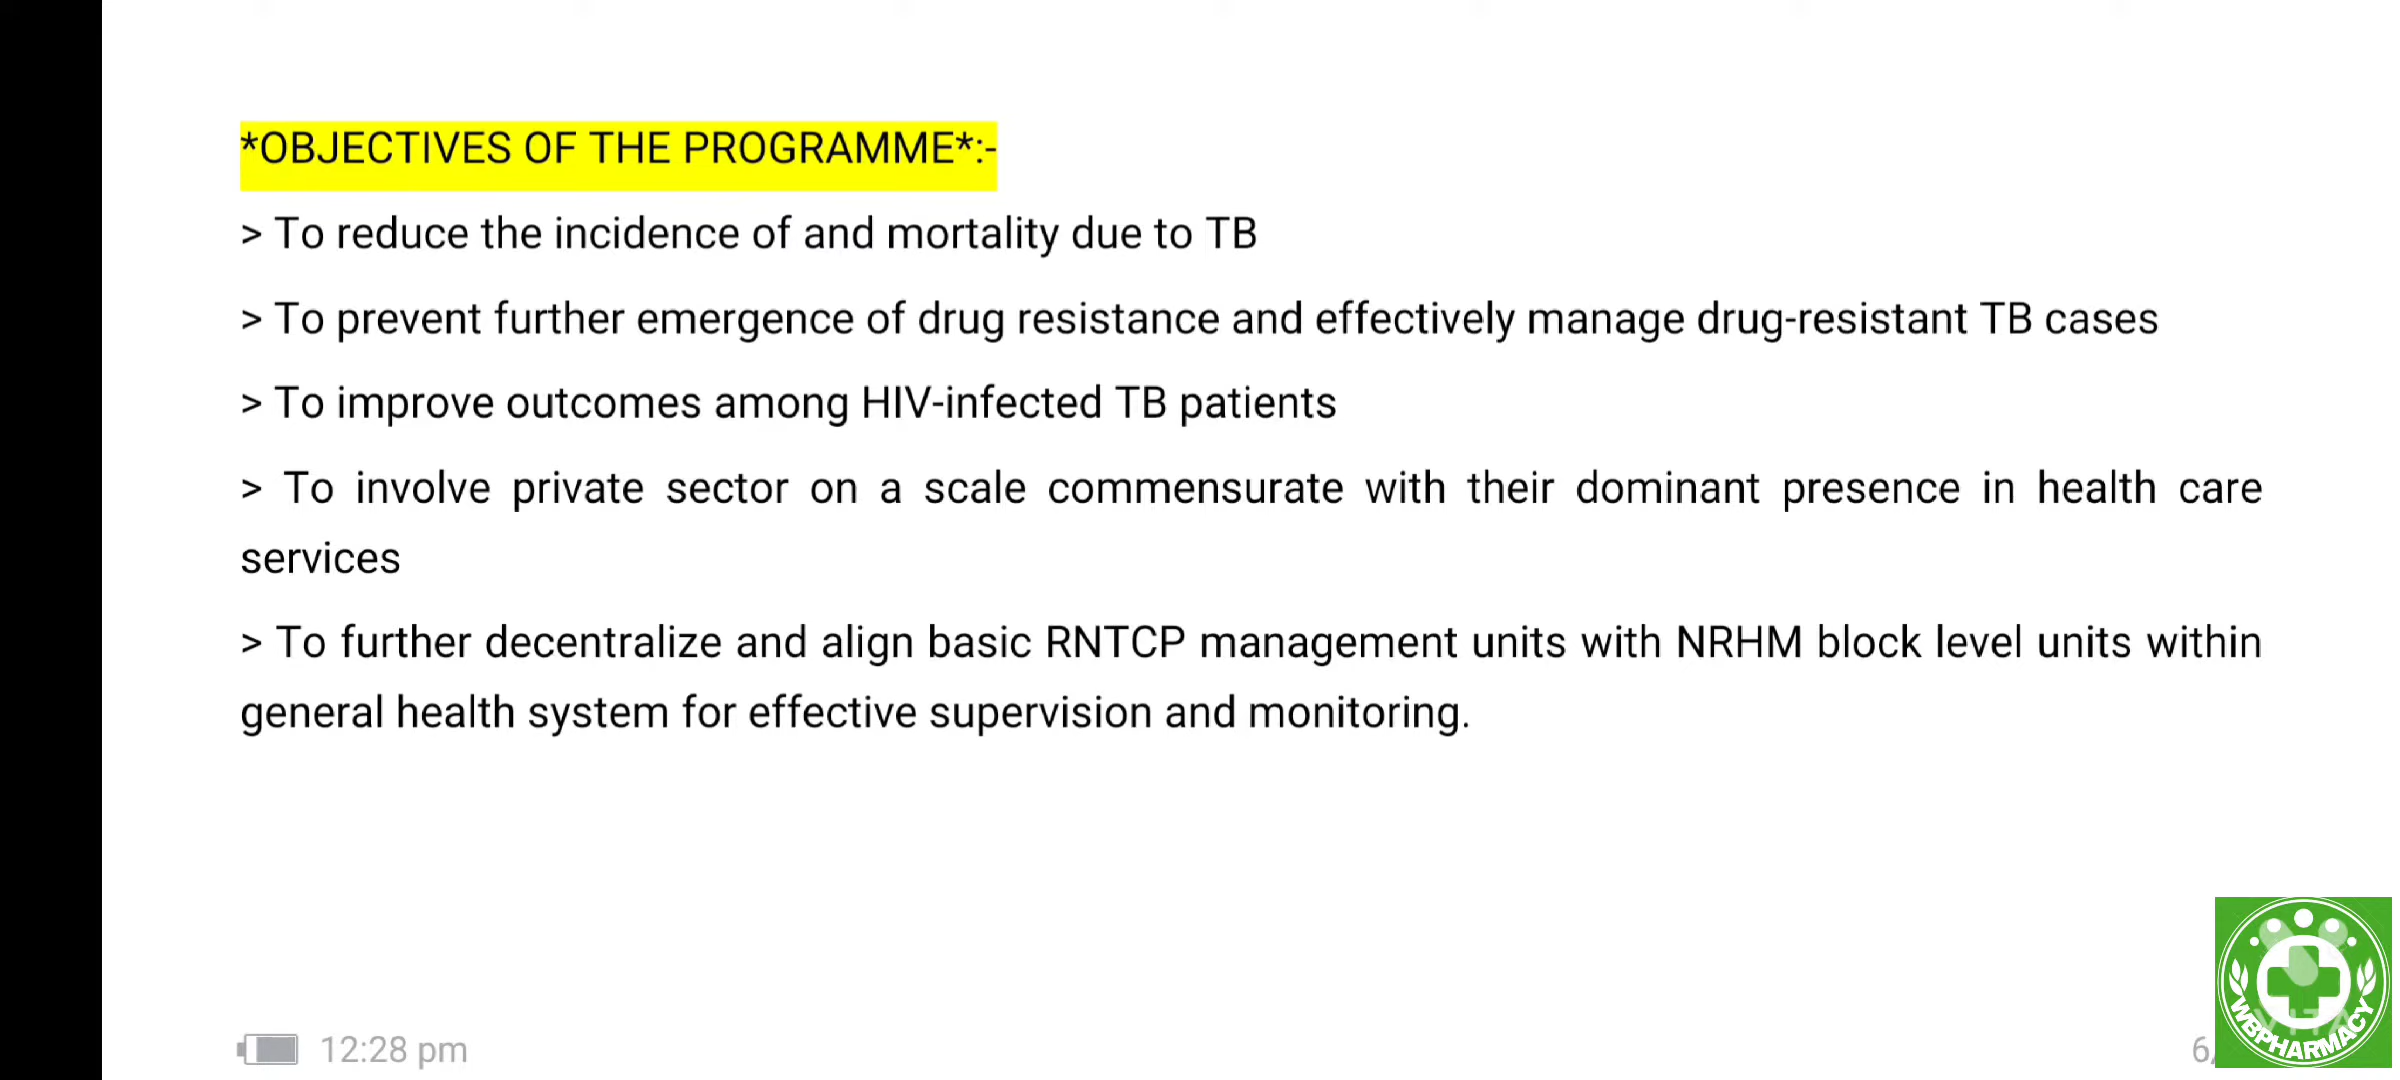 *OBJECTIVES OF THE PROGRAMME*:-
> To reduce the incidence of and mortality due to TB
> To prevent further emergence of drug resistance and effectively manage drug-resistant TB cases
> To improve outcomes among HIV-infected TB patients
> To involve private sector on a scale commensurate with their dominant presence in health care
services
> To further decentralize and align basic RNTCP management units with NRHM block level units within
general health system for effective supervision and monitoring.
12:28 pm
6/
WBPHARMACY